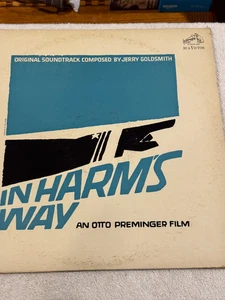 ORIGINAL SOUNDTRACK COMPOSED BY JERRY GOLDSMITH
RCA VICTOR
IN HARM'S
WAY
AN OTTO PREMINGER FILM